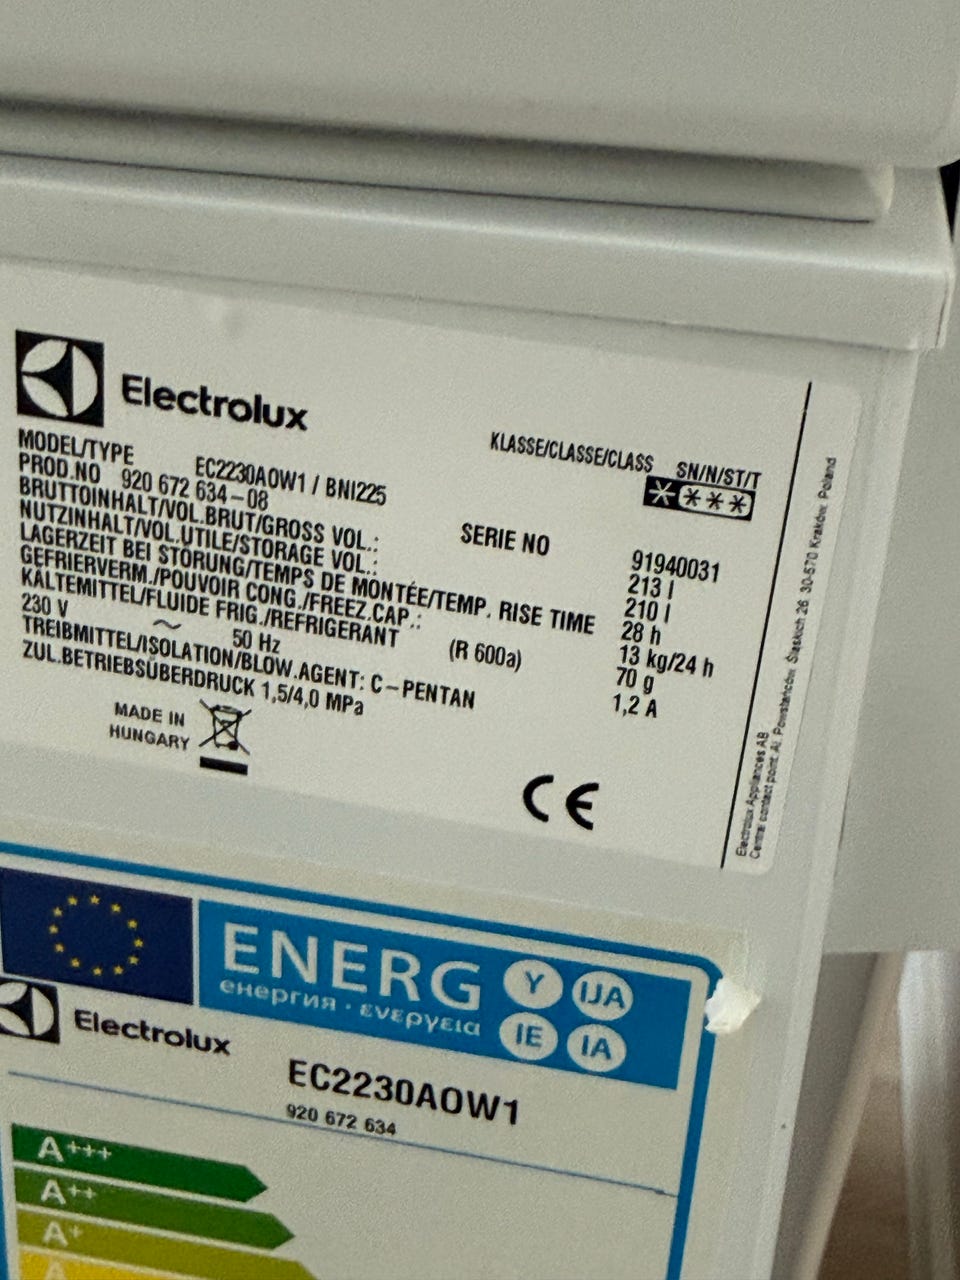 Electrolux
KLASSE/CLASSE/CLASS SN/N/ST/T
MODEL/TYPE EC2230AOW1 / BNI225
PROD.NO 920 672 634-08 SERIE NO 91940031
BRUTTOINHALT/VOL.BRUT/GROSS VOL.: 213 l
NUTZINHALT/VOL.UTILE/STORAGE VOL.: 210 l
LAGERZEIT BEI STÖRUNG/TEMPS DE MONTÉE/TEMP. RISE TIME 28 h
GEFRIERVERM./POUVOIR CONG./FREEZ.CAP.: 13 kg/24 h
KÄLTEMITTEL/FLUIDE FRIG./REFRIGERANT (R 600a) 70 g
230 V ~ 50 Hz 1,2 A
TREIBMITTEL/ISOLATION/BLOW.AGENT: C-PENTAN
ZUL.BETRIEBSÜBERDRUCK 1,5/4,0 MPa
MADE IN
HUNGARY
CE
Electrolux Appliances AB
Central contact point Al. Powstańców Śląskich 26 30-570 Kraków Poland
ENERG
енергия · ενεργεια
Y IJA
IE IA
Electrolux
EC2230AOW1
920 672 634
A+++
A++
A+
A